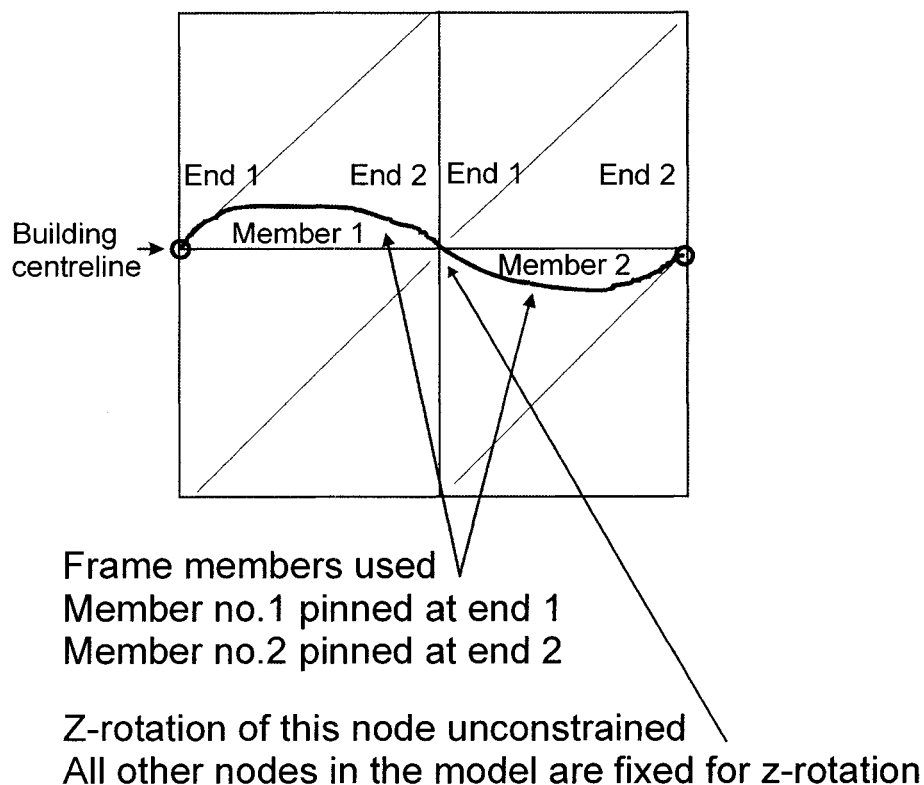 End 1
End 2
End 1
End 2
Building
centreline
Member 1
Member 2
Frame members used
Member no.1 pinned at end 1
Member no.2 pinned at end 2
Z-rotation of this node unconstrained
All other nodes in the model are fixed for z-rotation